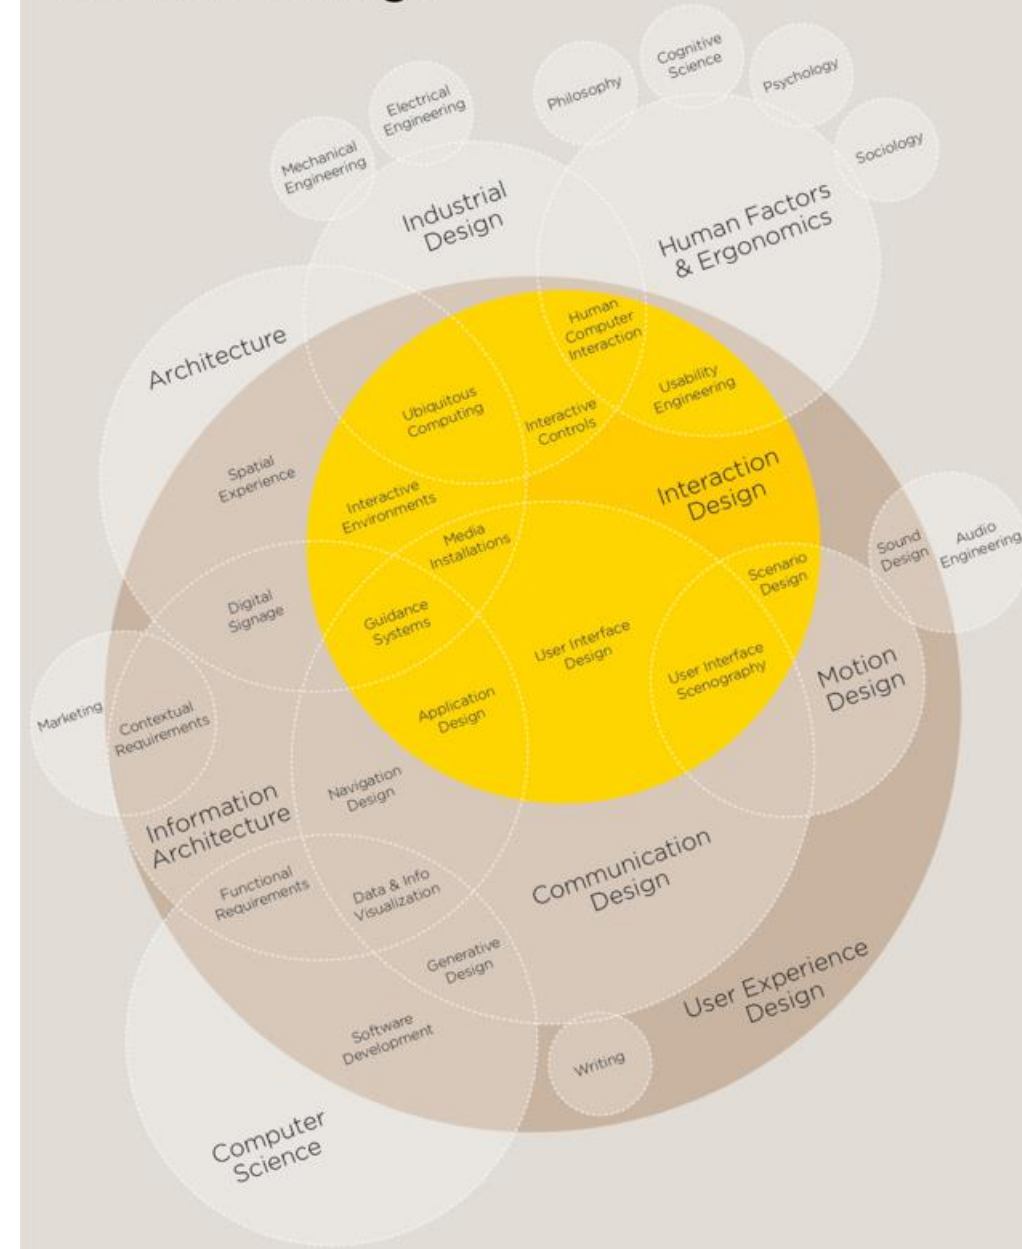 Cognitive
Science
Philosophy
Psychology
Electrical
Engineering
Mechanical
Engineering
Sociology
Industrial
Design
Human Factors
& Ergonomics
Architecture
Human
Computer
Interaction
Usability
Engineering
Ubiquitous
Computing
Interactive
Controls
Spatial
Experience
Interactive
Environments
Interaction
Design
Media
Installations
Sound
Design
Audio
Engineering
Scenario
Design
Digital
Signage
Guidance
Systems
User Interface
Design
User Interface
Scenography
Motion
Design
Marketing
Contextual
Requirements
Application
Design
Navigation
Design
Information
Architecture
Functional
Requirements
Data & Info
Visualization
Communication
Design
Generative
Design
User Experience
Design
Software
Development
Writing
Computer
Science